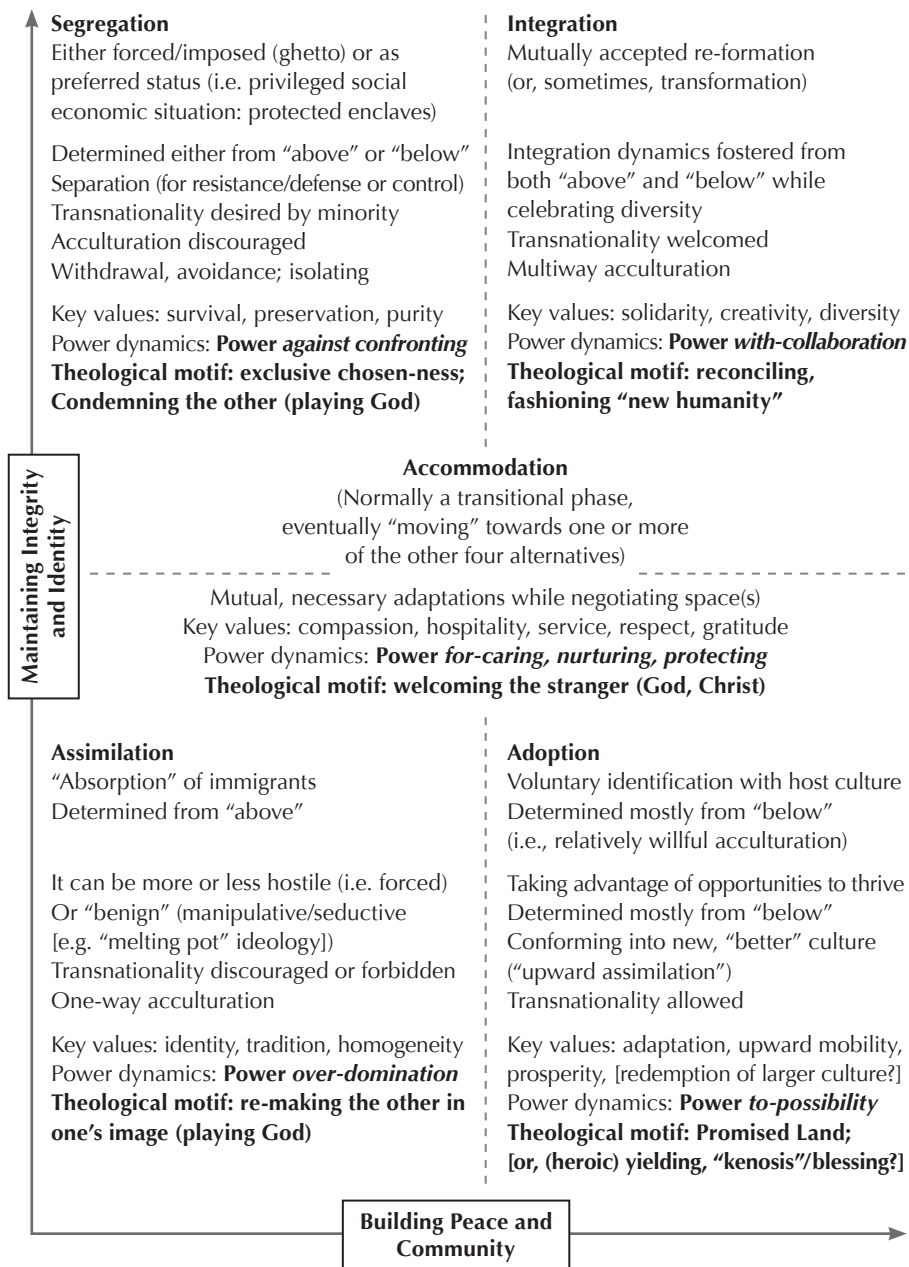 Segregation
Either forced/imposed (ghetto) or as
preferred status (i.e. privileged social
economic situation: protected enclaves)
Determined either from “above” or “below”
Separation (for resistance/defense or control)
Transnationality desired by minority
Acculturation discouraged
Withdrawal, avoidance; isolating
Key values: survival, preservation, purity
Power dynamics: Power against confronting
Theological motif: exclusive chosen-ness;
Condemning the other (playing God)
Integration
Mutually accepted re-formation
(or, sometimes, transformation)
Integration dynamics fostered from
both “above” and “below” while
celebrating diversity
Transnationality welcomed
Multiway acculturation
Key values: solidarity, creativity, diversity
Power dynamics: Power with-collaboration
Theological motif: reconciling,
fashioning “new humanity”
Maintaining Integrity
and Identity
Accommodation
(Normally a transitional phase,
eventually “moving” towards one or more
of the other four alternatives)
Mutual, necessary adaptations while negotiating space(s)
Key values: compassion, hospitality, service, respect, gratitude
Power dynamics: Power for-caring, nurturing, protecting
Theological motif: welcoming the stranger (God, Christ)
Assimilation
“Absorption” of immigrants
Determined from “above”
It can be more or less hostile (i.e. forced)
Or “benign” (manipulative/seductive
[e.g. “melting pot” ideology])
Transnationality discouraged or forbidden
One-way acculturation
Key values: identity, tradition, homogeneity
Power dynamics: Power over-domination
Theological motif: re-making the other in
one’s image (playing God)
Adoption
Voluntary identification with host culture
Determined mostly from “below”
(i.e., relatively willful acculturation)
Taking advantage of opportunities to thrive
Determined mostly from “below”
Conforming into new, “better” culture
(“upward assimilation”)
Transnationality allowed
Key values: adaptation, upward mobility,
prosperity, [redemption of larger culture?]
Power dynamics: Power to-possibility
Theological motif: Promised Land;
[or, (heroic) yielding, “kenosis”/blessing?]
Building Peace and
Community